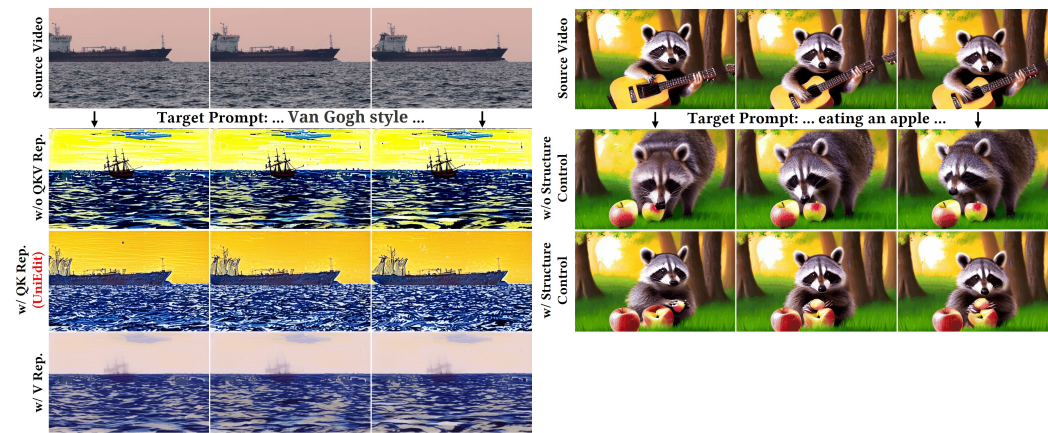 Source Video
Target Prompt: ... Van Gogh style ...
w/o QKV Rep.
w/ QK Rep.
(UniEdit)
w/ V Rep.
Source Video
Target Prompt: ... eating an apple ...
w/o Structure
Control
w/ Structure
Control